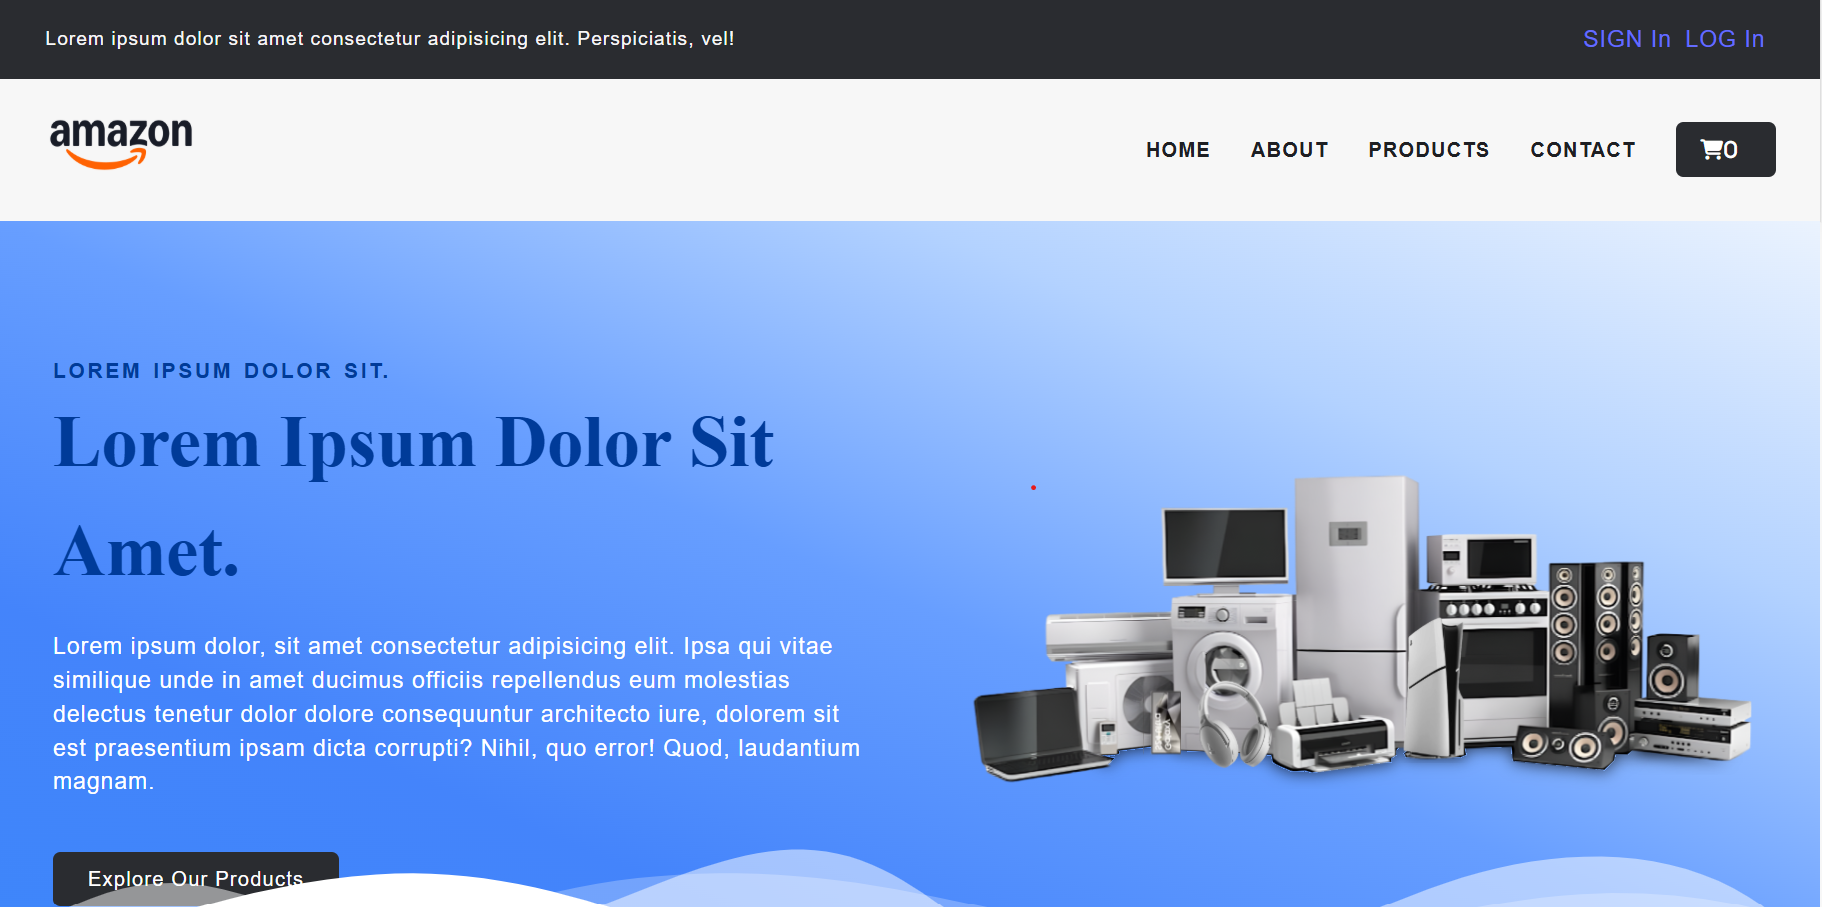 Lorem ipsum dolor sit amet consectetur adipisicing elit. Perspiciatis, vel!
SIGN In LOG In
amazon
HOME ABOUT PRODUCTS CONTACT 0
LOREM IPSUM DOLOR SIT.
Lorem Ipsum Dolor Sit
Amet.
Lorem ipsum dolor, sit amet consectetur adipisicing elit. Ipsa qui vitae
similique unde in amet ducimus officiis repellendus eum molestias
delectus tenetur dolor dolore consequuntur architecto iure, dolorem sit
est praesentium ipsam dicta corrupti? Nihil, quo error! Quod, laudantium
magnam.
Explore Our Products